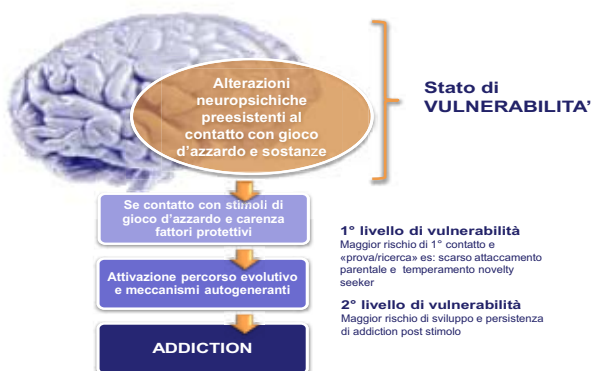 Alterazioni
neuropsichiche
preesistenti al
contatto con gioco
d'azzardo e sostanze
Stato di
VULNERABILITA'
Se contatto con stimoli di
gioco d'azzardo e carenza
fattori protettivi
1° livello di vulnerabilità
Maggior rischio di 1° contatto e
«prova/ricerca» es: scarso attaccamento
parentale e temperamento novelty
seeker
Attivazione percorso evolutivo
e meccanismi autogeneranti
2° livello di vulnerabilità
Maggior rischio di sviluppo e persistenza
di addiction post stimolo
ADDICTION